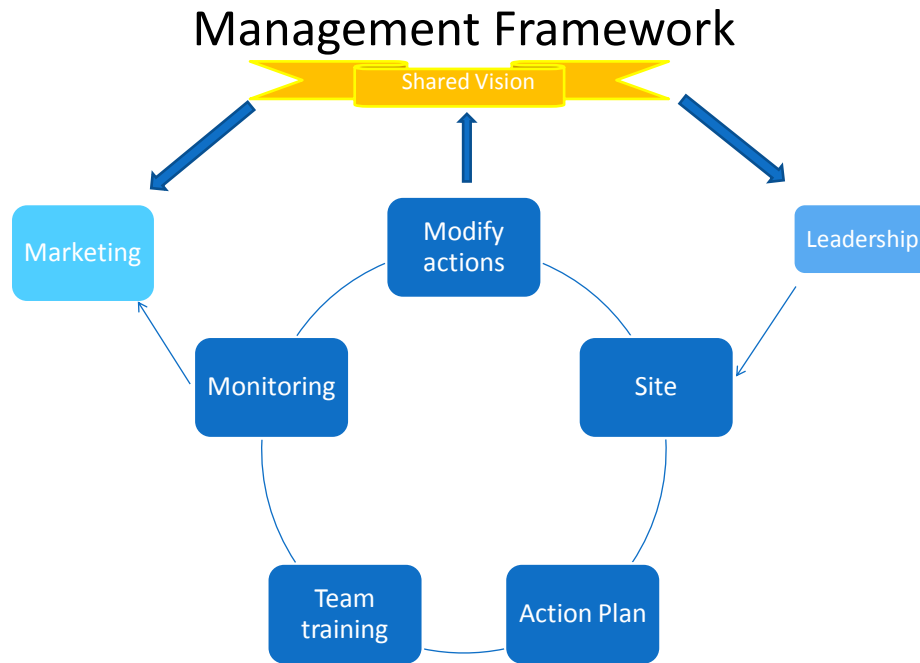 Management Framework
Shared Vision
Modify
actions
Marketing
Leadership
Monitoring
Site
Team
training
Action Plan